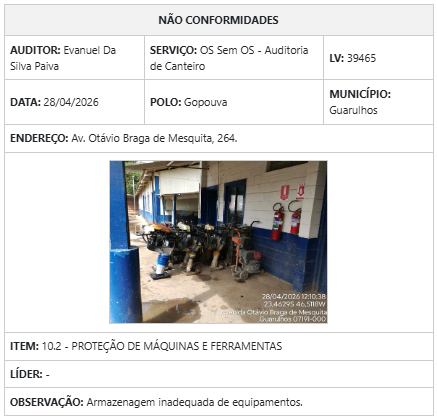 NÃO CONFORMIDADES
AUDITOR: Evanuel Da
Silva Paiva
SERVIÇO: OS Sem OS - Auditoria
de Canteiro
LV: 39465
DATA: 28/04/2026
POLO: Gopouva
MUNICÍPIO:
Guarulhos
ENDEREÇO: Av. Otávio Braga de Mesquita, 264.
28/04/2026 12:10:38
23,46295 46,5118W
Avenida Otávio Braga de Mesquita
Guarulhos 07191-000
ITEM: 10.2 - PROTEÇÃO DE MÁQUINAS E FERRAMENTAS
LÍDER: -
OBSERVAÇÃO: Armazenagem inadequada de equipamentos.